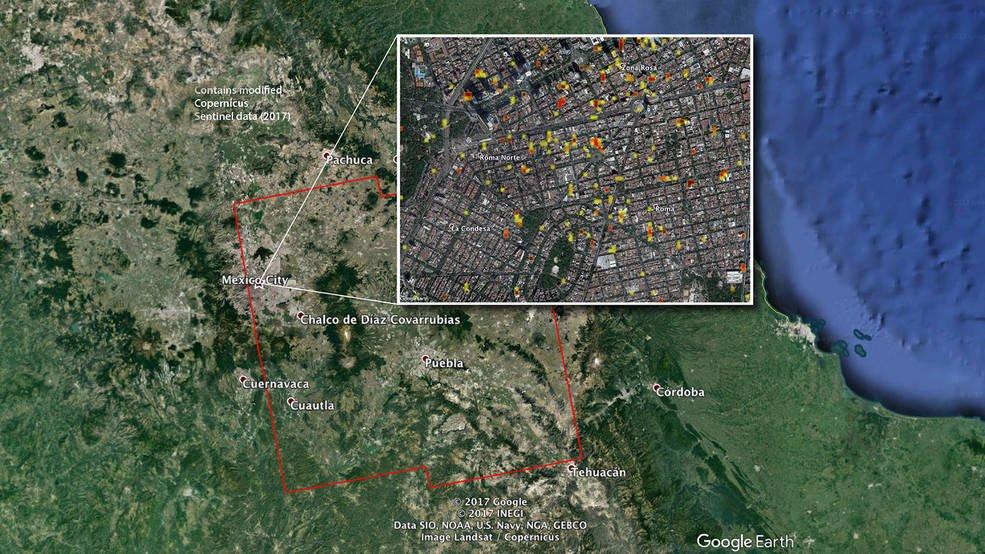 Contains modified
Copernicus
Sentinel data (2017)
Zona Rosa
Roma Norte
Roma
La Condesa
Pachuca
Mexico City
Chalco de Díaz Covarrubias
Puebla
Cuernavaca
Cuautla
Córdoba
Tehuacán
© 2017 Google
© 2017 INEGI
Data SIO, NOAA, U.S. Navy, NGA, GEBCO
Image Landsat / Copernicus
Google Earth